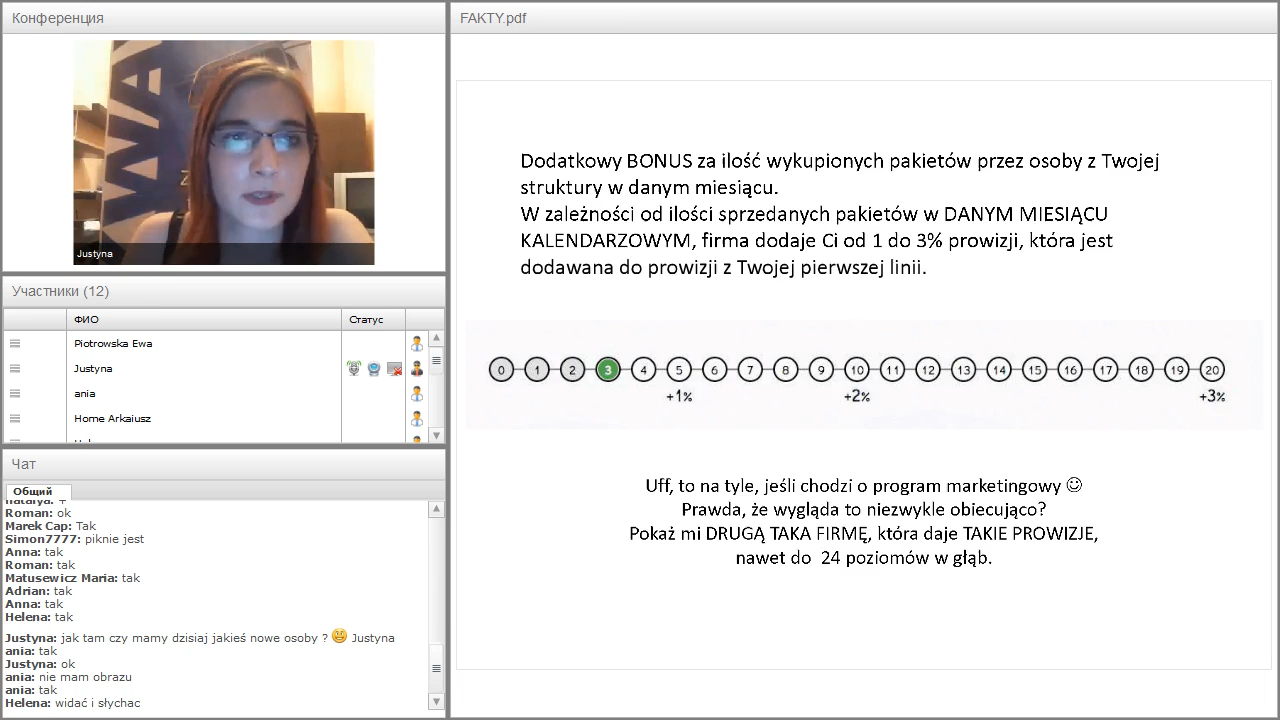 Конференция
WAY
Justyna
Участники (12)
ФИО
Статус
Piotrowska Ewa
Justyna
ania
Home Arkaiusz
Чат
Общий
natalya: +
Roman: ok
Marek Cap: Tak
Simon7777: piknie jest
Anna: tak
Roman: tak
Matusewicz Maria: tak
Adrian: tak
Anna: tak
Helena: tak
Justyna: jak tam czy mamy dzisiaj jakieś nowe osoby ? Justyna
ania: tak
Justyna: ok
ania: nie mam obrazu
ania: tak
Helena: widać i słychac
FAKTY.pdf
Dodatkowy BONUS za ilość wykupionych pakietów przez osoby z Twojej
struktury w danym miesiącu.
W zależności od ilości sprzedanych pakietów w DANYM MIESIĄCU
KALENDARZOWYM, firma dodaje Ci od 1 do 3% prowizji, która jest
dodawana do prowizji z Twojej pierwszej linii.
0 1 2 3 4 5 6 7 8 9 10 11 12 13 14 15 16 17 18 19 20
+1% +2% +3%
Uff, to na tyle, jeśli chodzi o program marketingowy ☺
Prawda, że wygląda to niezwykle obiecująco?
Pokaż mi DRUGĄ TAKA FIRMĘ, która daje TAKIE PROWIZJE,
nawet do 24 poziomów w głąb.